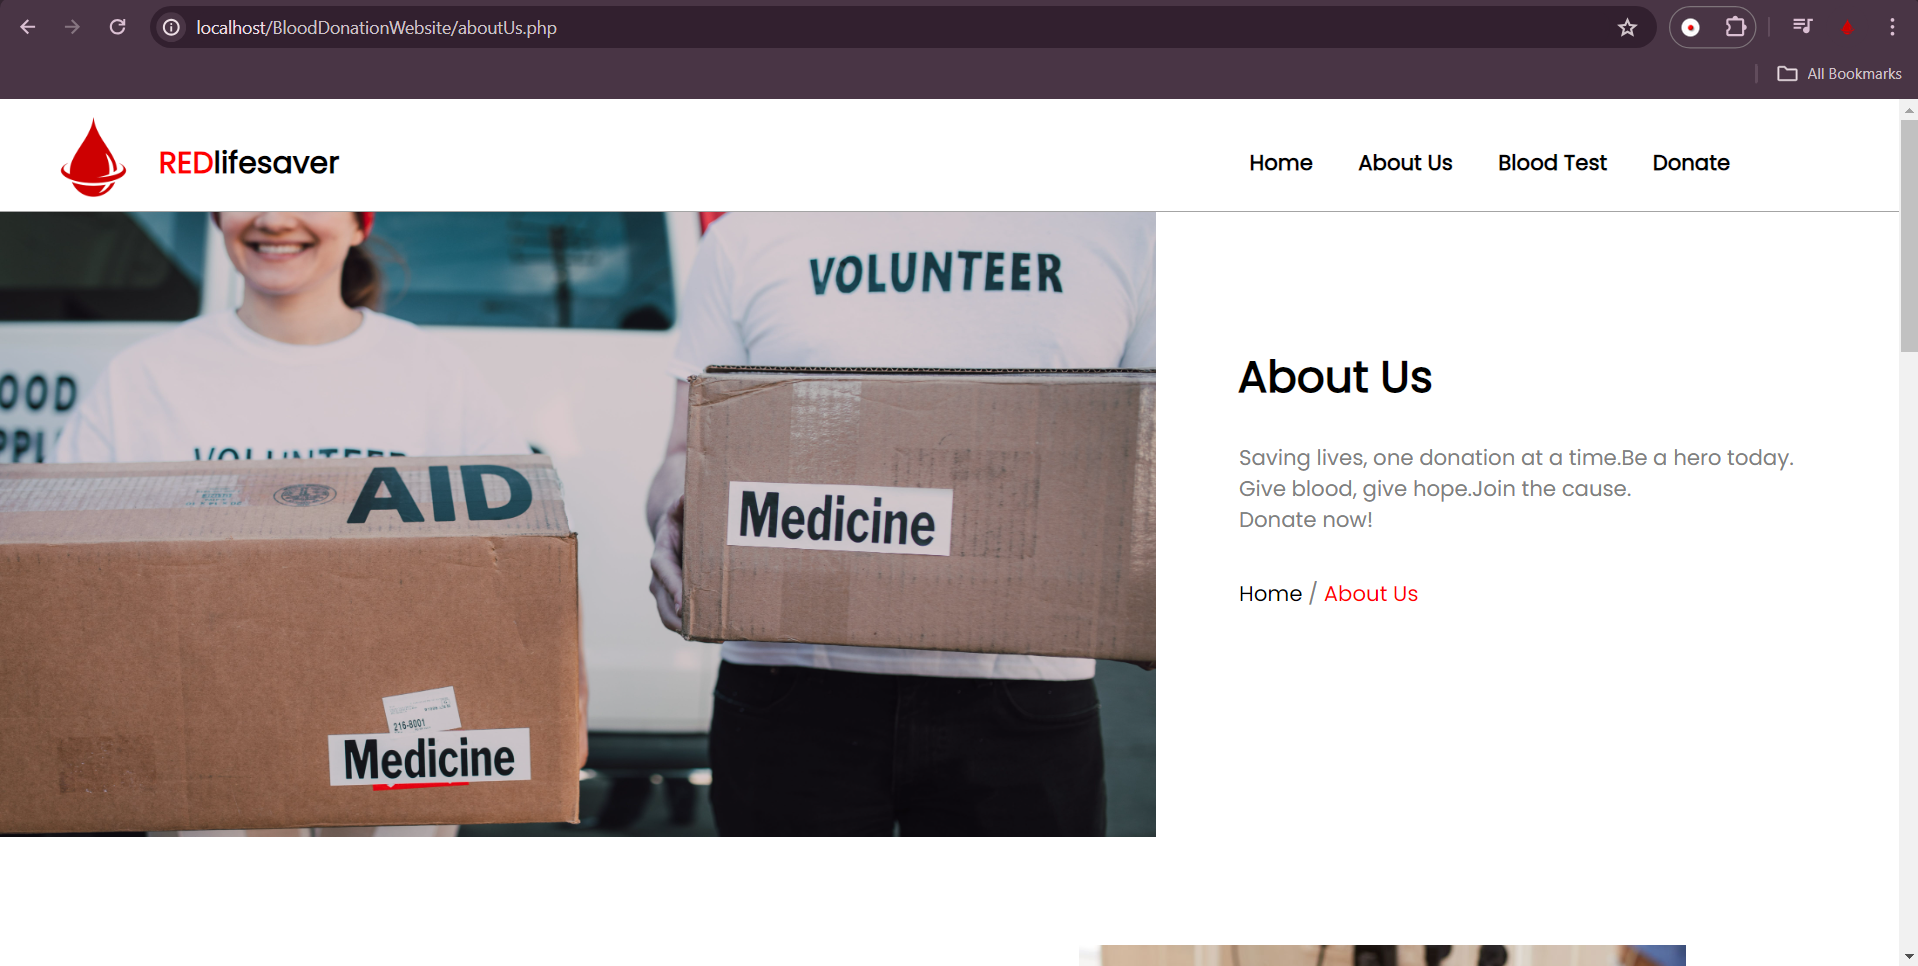 localhost/BloodDonationWebsite/aboutUs.php
All Bookmarks
REDlifesaver
Home
About Us
Blood Test
Donate
VOLUNTEER
OOD
PPL
VOLUNTEER
AID
Medicine
216-8001
Medicine
About Us
Saving lives, one donation at a time.Be a hero today.
Give blood, give hope.Join the cause.
Donate now!
Home / About Us